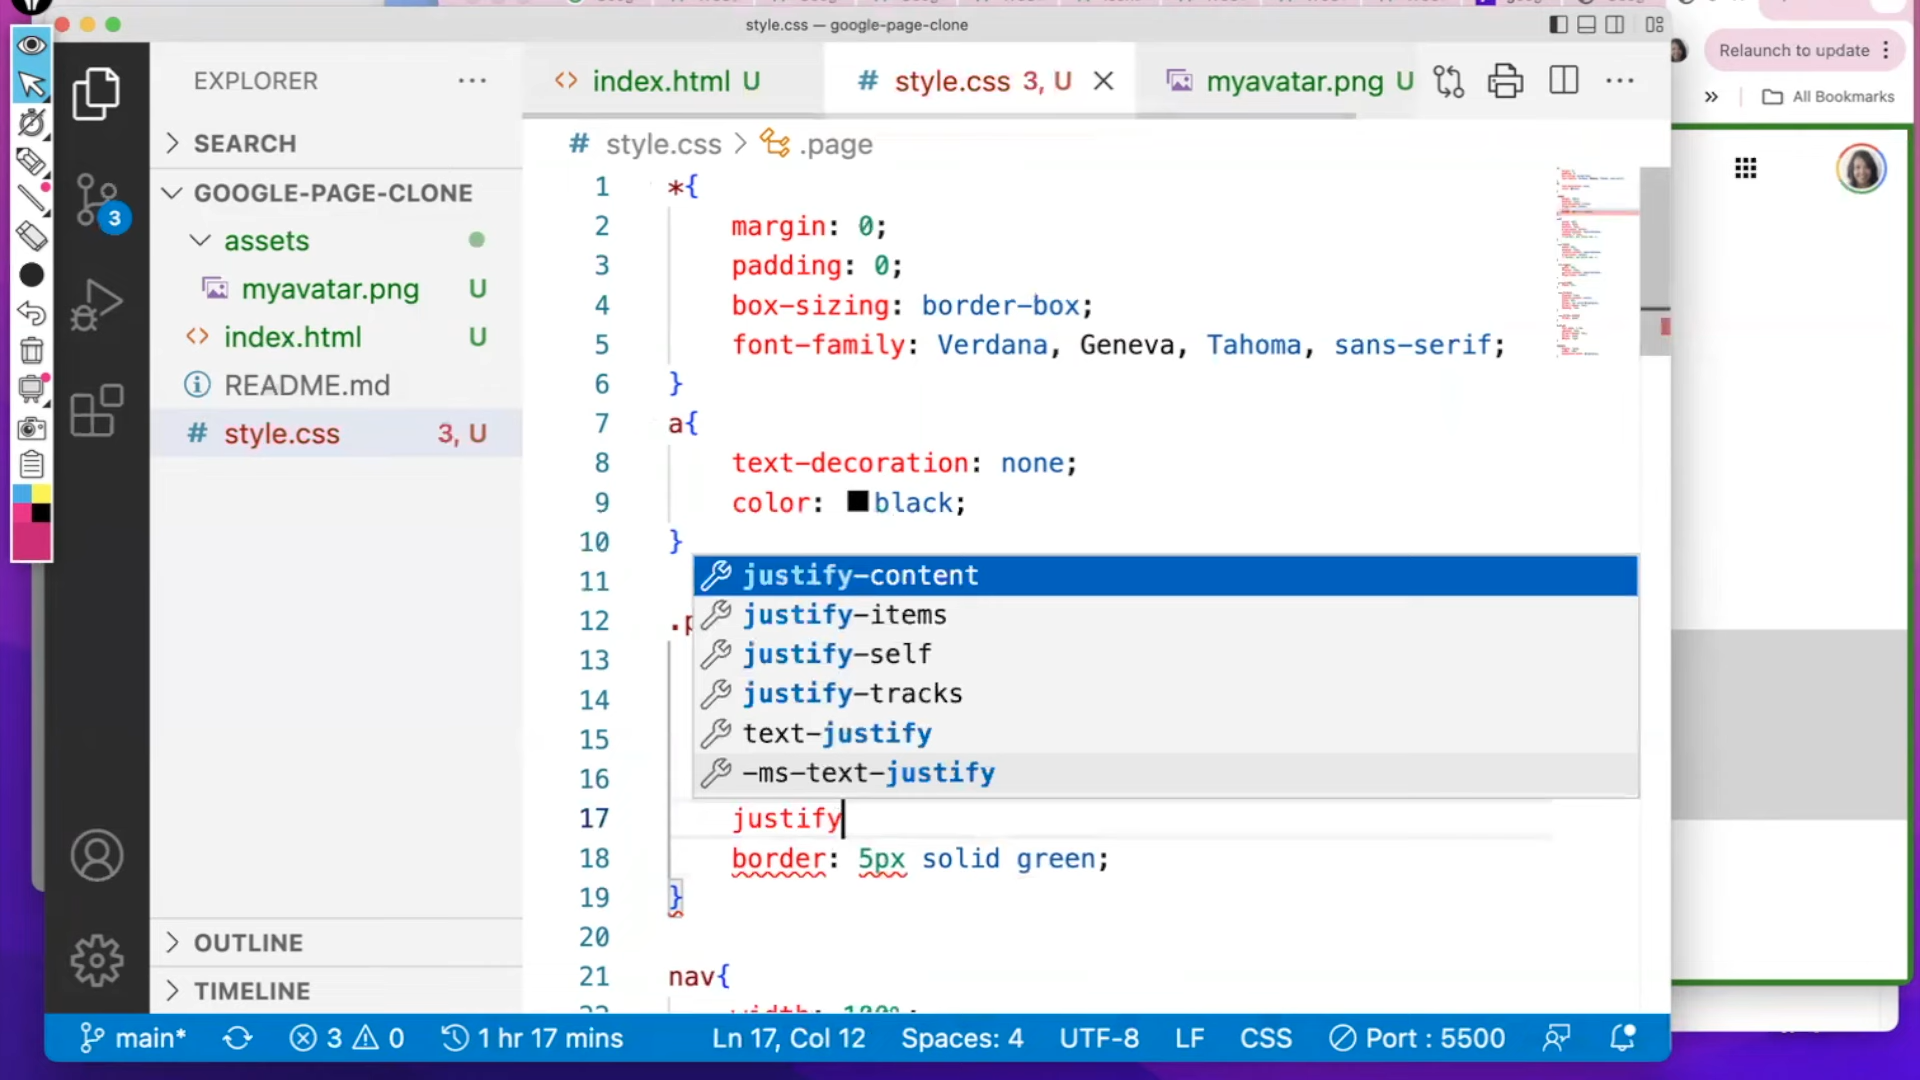 style.css — google-page-clone
Relaunch to update
All Bookmarks
EXPLORER
SEARCH
GOOGLE-PAGE-CLONE
assets
myavatar.png U
index.html U
README.md
style.css 3, U
OUTLINE
TIMELINE
index.html U
style.css 3, U
myavatar.png U
# style.css > .page
1 *{
2 margin: 0;
3 padding: 0;
4 box-sizing: border-box;
5 font-family: Verdana, Geneva, Tahoma, sans-serif;
6 }
7 a{
8 text-decoration: none;
9 color: black;
10 }
11
12 .p
13
14
15
16
justify-content
justify-items
justify-self
justify-tracks
text-justify
-ms-text-justify
17 justify
18 border: 5px solid green;
19 }
20
21 nav{
22 width: 100%;
3
main*
3 0
1 hr 17 mins
Ln 17, Col 12
Spaces: 4
UTF-8
LF
CSS
Port : 5500